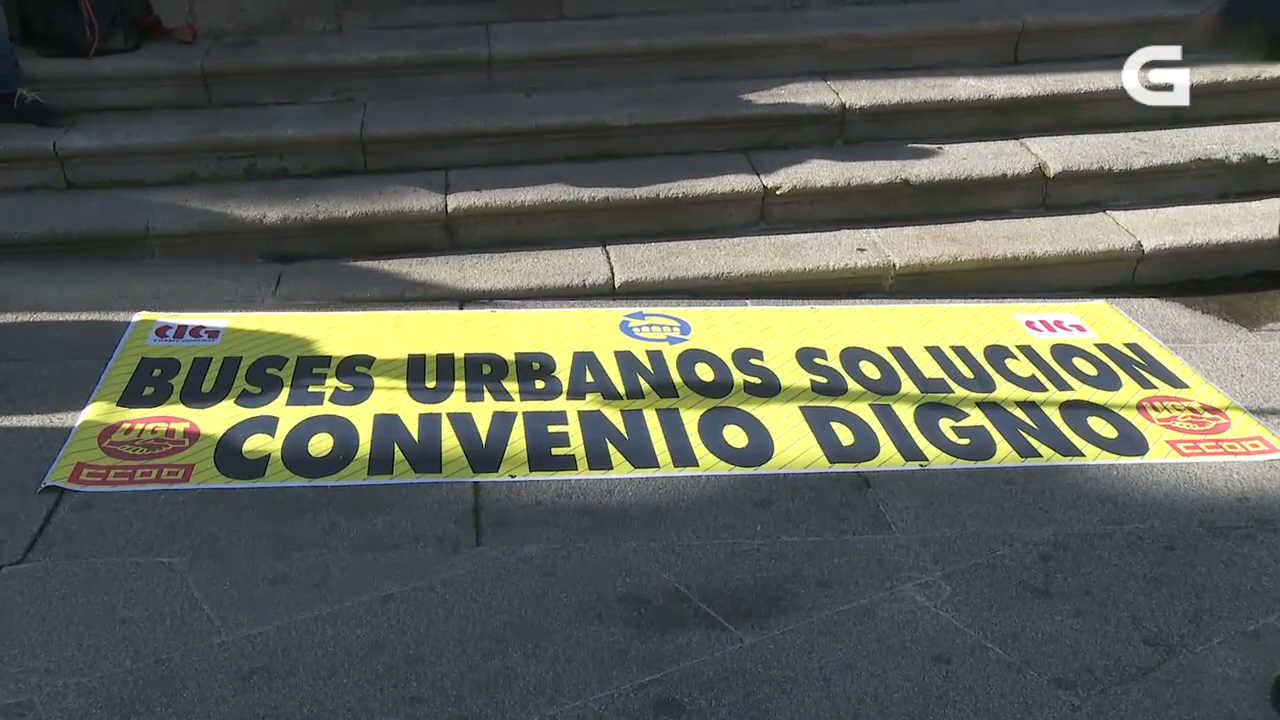 G
CIG
BUSES URBANOS SOLUCION
CONVENIO DIGNO
CIG
UGT
CCOO
UGT
CCOO